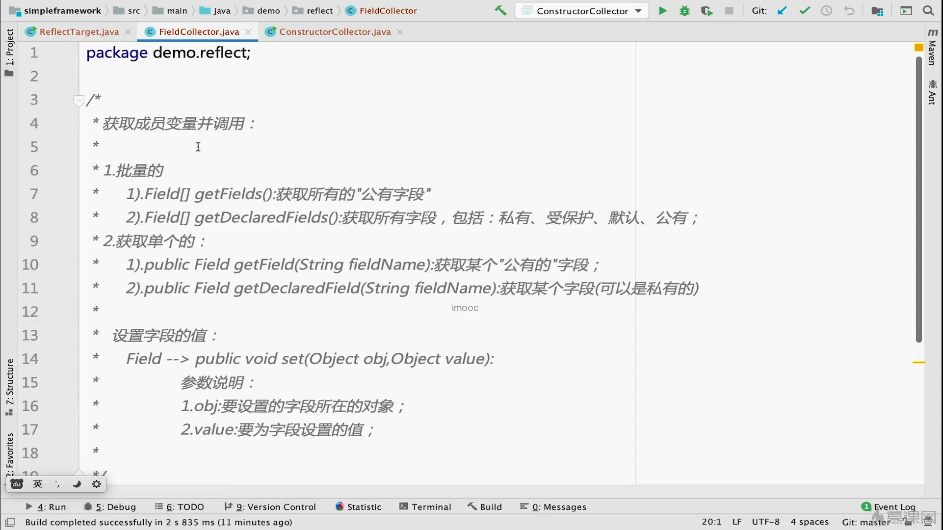 simpleframework src main java demo reflect FieldCollector ConstructorCollector Git:
ReflectTarget.java FieldCollector.java ConstructorCollector.java
1: Project
7: Structure
2: Favorites
Maven
Ant
1 package demo.reflect;
2
3 /*
4 * 获取成员变量并调用：
5 *
6 * 1.批量的
7 * 1).Field[] getFields():获取所有的"公有字段"
8 * 2).Field[] getDeclaredFields():获取所有字段，包括：私有、受保护、默认、公有；
9 * 2.获取单个的：
10 * 1).public Field getField(String fieldName):获取某个"公有的"字段；
11 * 2).public Field getDeclaredField(String fieldName):获取某个字段(可以是私有的)
12 *
imooc
13 * 设置字段的值：
14 * Field --> public void set(Object obj,Object value):
15 * 参数说明：
16 * 1.obj:要设置的字段所在的对象；
17 * 2.value:要为字段设置的值；
18 *
19 */
英
4: Run 5: Debug 6: TODO 9: Version Control Statistic Terminal Build 0: Messages 1 Event Log
Build completed successfully in 2 s 835 ms (11 minutes ago) 20:1 LF UTF-8 4 spaces Git: master
慕课网